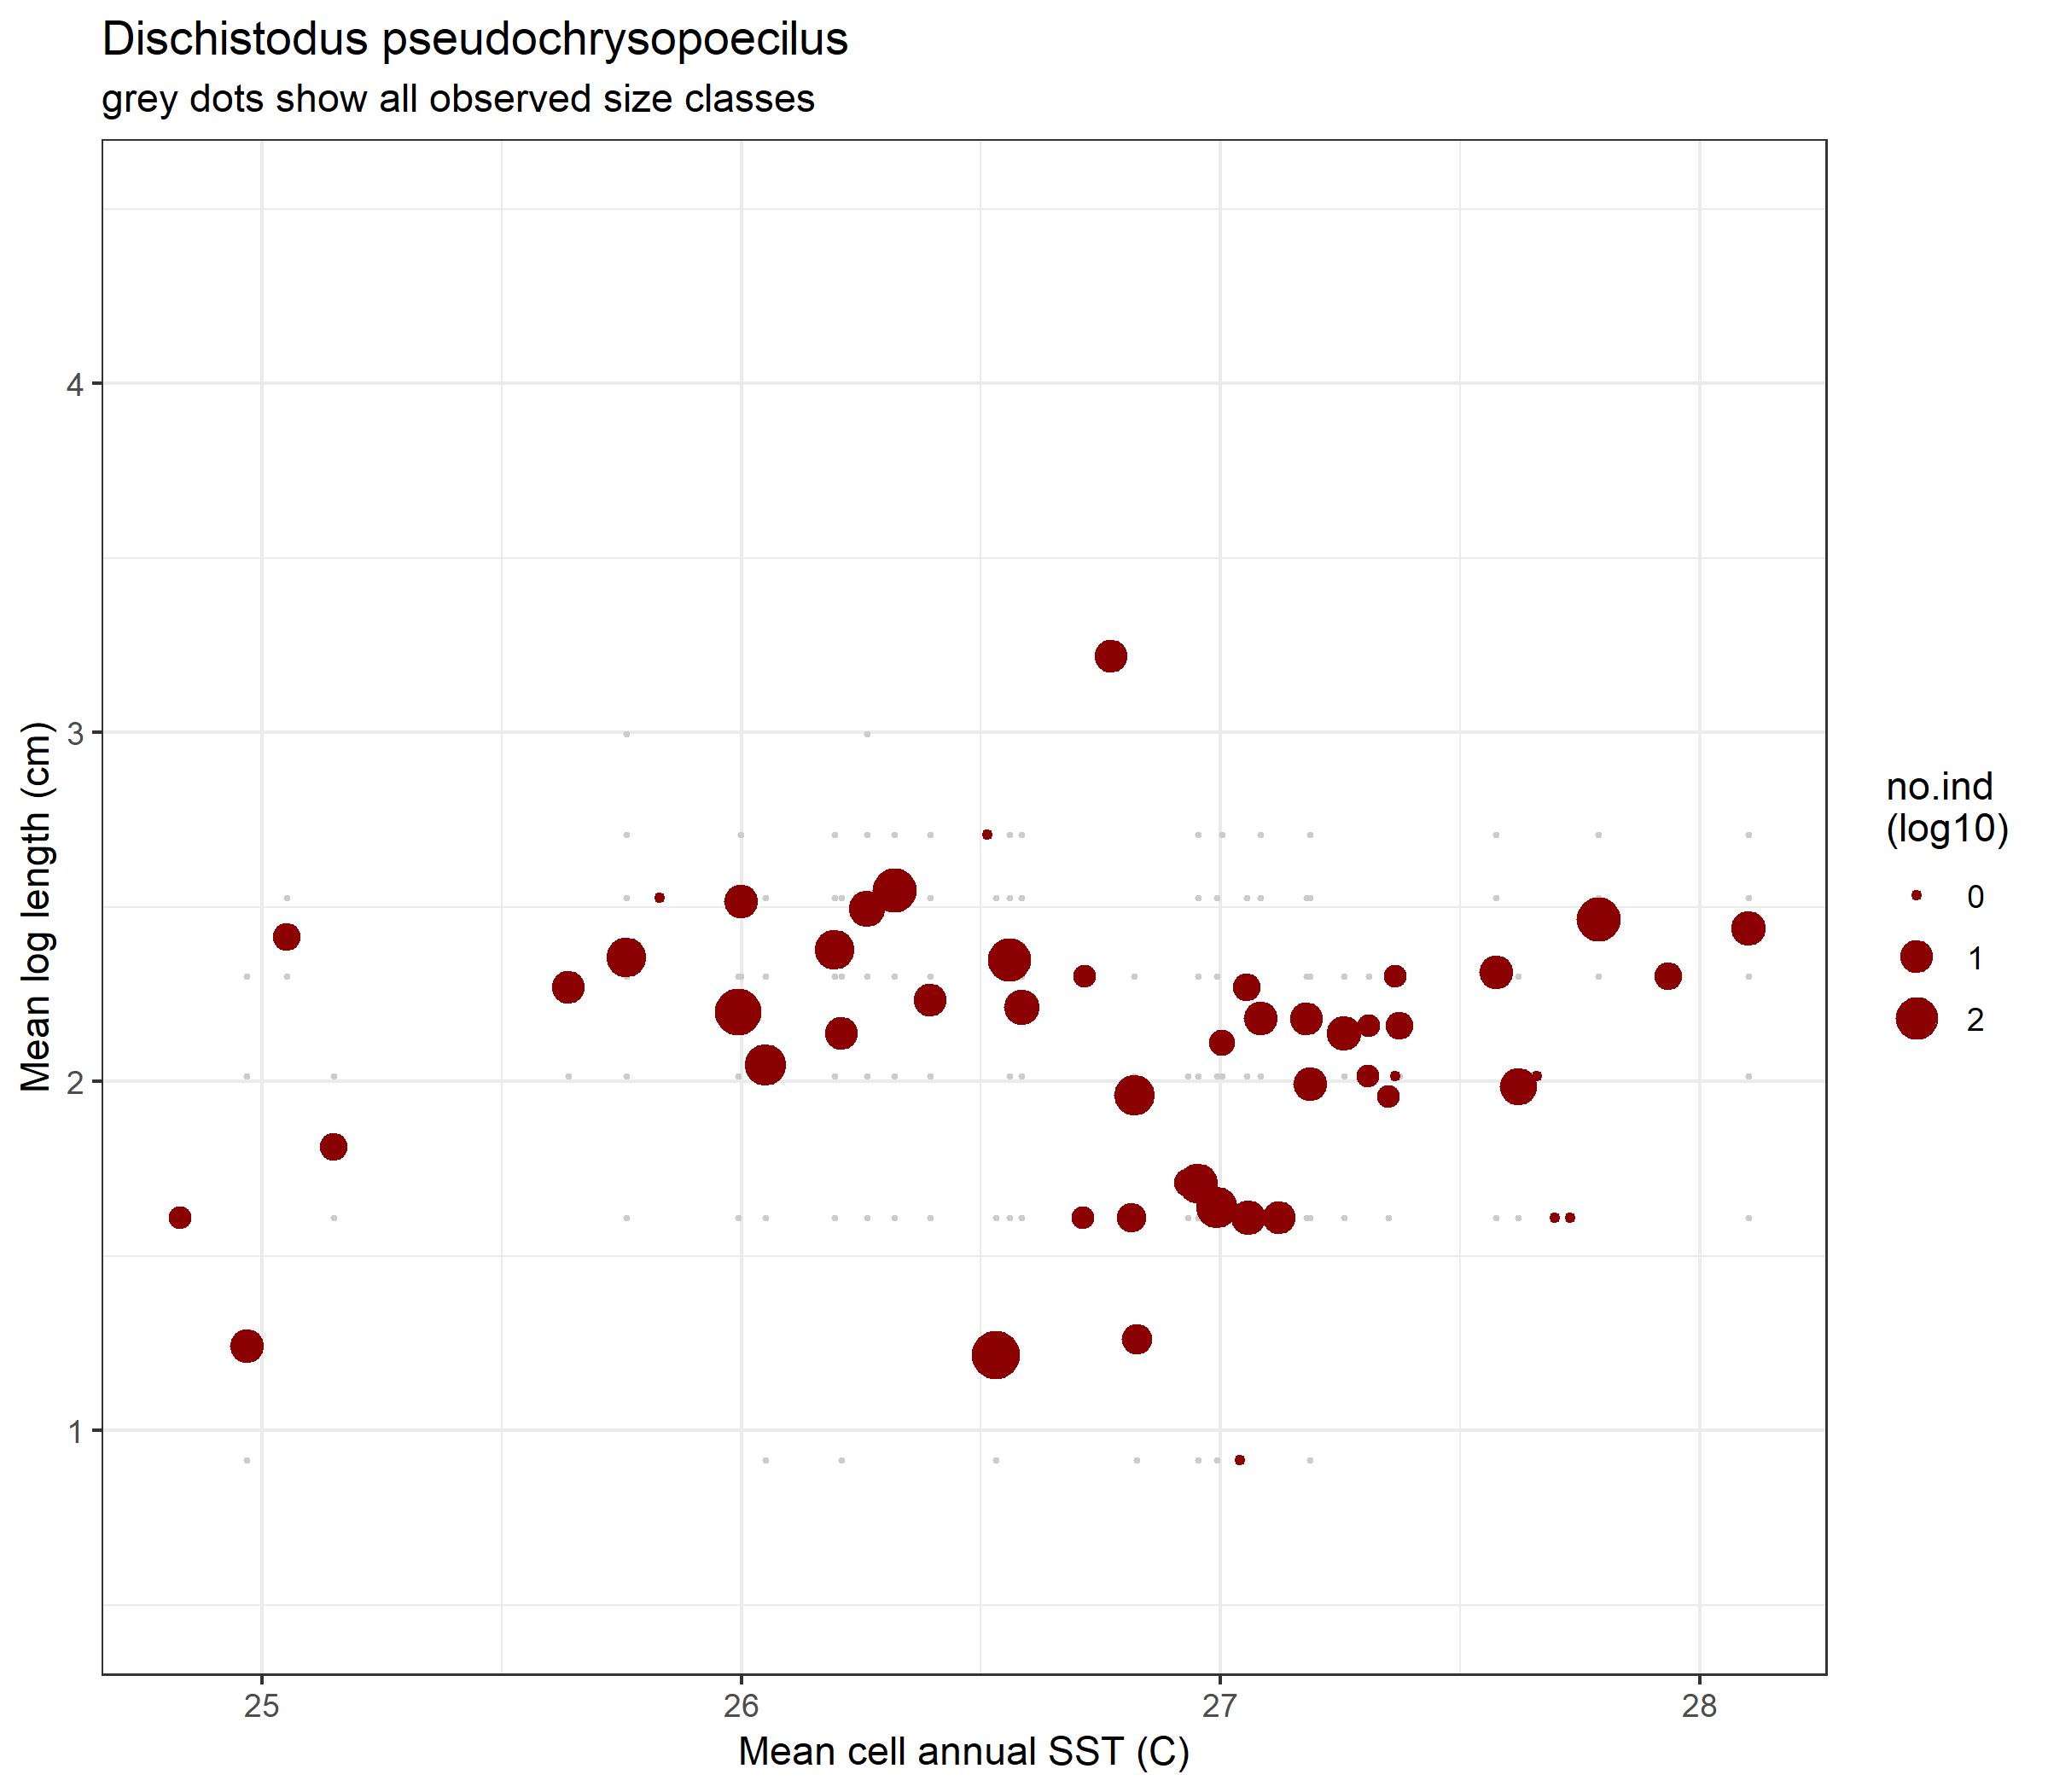 Dischistodus pseudochrysopoecilus
grey dots show all observed size classes
Mean log length (cm)
4
3
2
1
25 26 27 28
Mean cell annual SST (C)
no.ind
(log10)
0
1
2